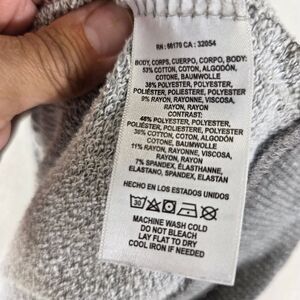 RN: 66170 CA: 32054
BODY, CORPS, CUERPO, CORPO, BODY:
53% COTTON, COTON, ALGODÓN,
COTONE, BAUMWOLLE
38% POLYESTER, POLYESTER,
POLIÉSTER, POLIESTERE, POLYESTER
9% RAYON, RAYONNE, VISCOSA,
RAYON, RAYON
CONTRAST:
46% POLYESTER, POLYESTER,
POLIÉSTER, POLIESTERE, POLYESTER
36% COTTON, COTON, ALGODÓN,
COTONE, BAUMWOLLE
11% RAYON, RAYONNE, VISCOSA,
RAYON, RAYON
7% SPANDEX, ÉLASTHANNE,
ELASTANO, SPANDEX, ELASTAN
HECHO EN LOS ESTADOS UNIDOS
30
MACHINE WASH COLD
DO NOT BLEACH
LAY FLAT TO DRY
COOL IRON IF NEEDED